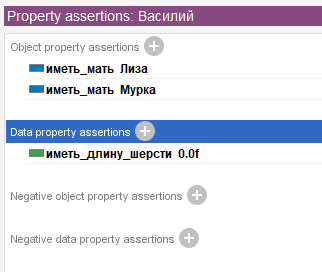 Property assertions: Василий
Object property assertions
иметь_мать Лиза
иметь_мать Мурка
Data property assertions
иметь_длину_шерсти 0.0f
Negative object property assertions
Negative data property assertions